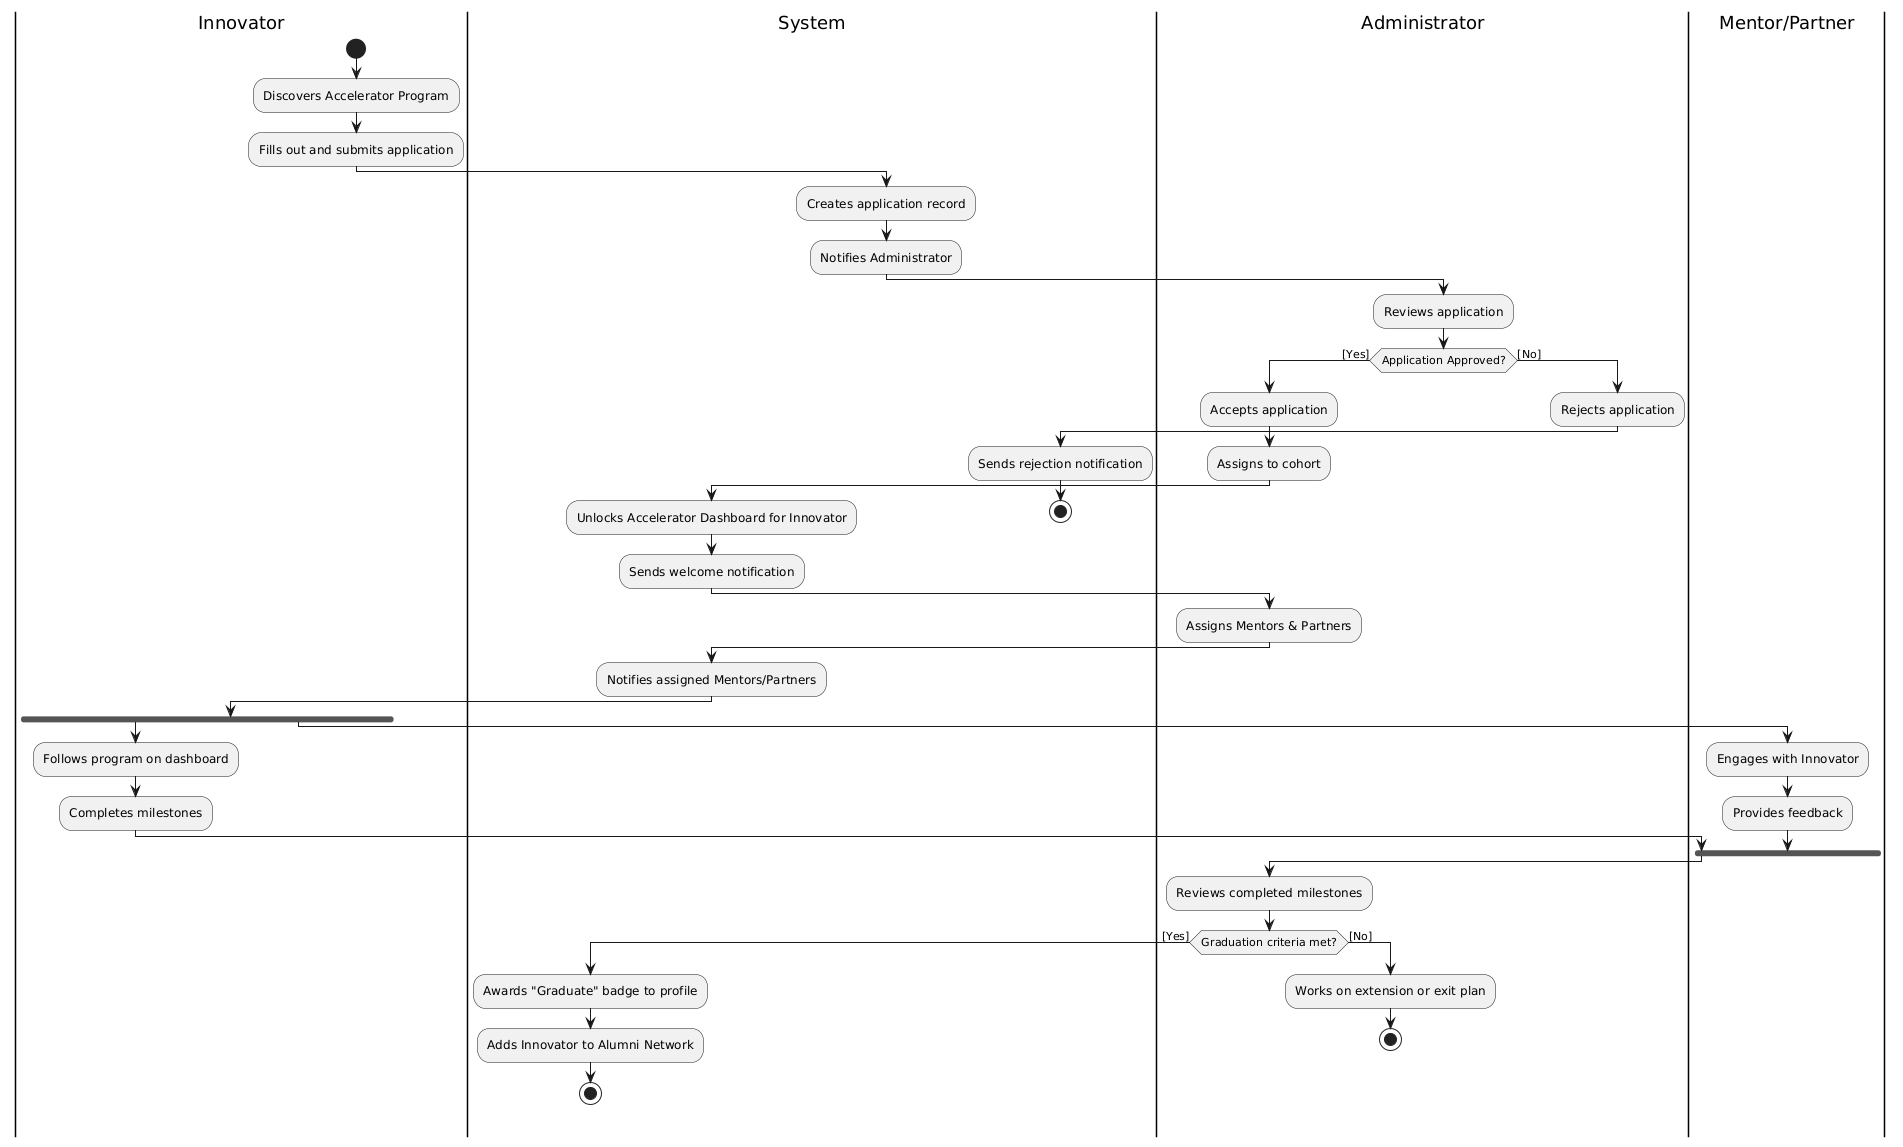 Innovator
System
Administrator
Mentor/Partner
Discovers Accelerator Program
Fills out and submits application
Creates application record
Notifies Administrator
Reviews application
[Yes]
Application Approved?
[No]
Accepts application
Rejects application
Sends rejection notification
Assigns to cohort
Unlocks Accelerator Dashboard for Innovator
Sends welcome notification
Assigns Mentors & Partners
Notifies assigned Mentors/Partners
Follows program on dashboard
Engages with Innovator
Completes milestones
Provides feedback
Reviews completed milestones
[Yes]
Graduation criteria met?
[No]
Awards "Graduate" badge to profile
Works on extension or exit plan
Adds Innovator to Alumni Network